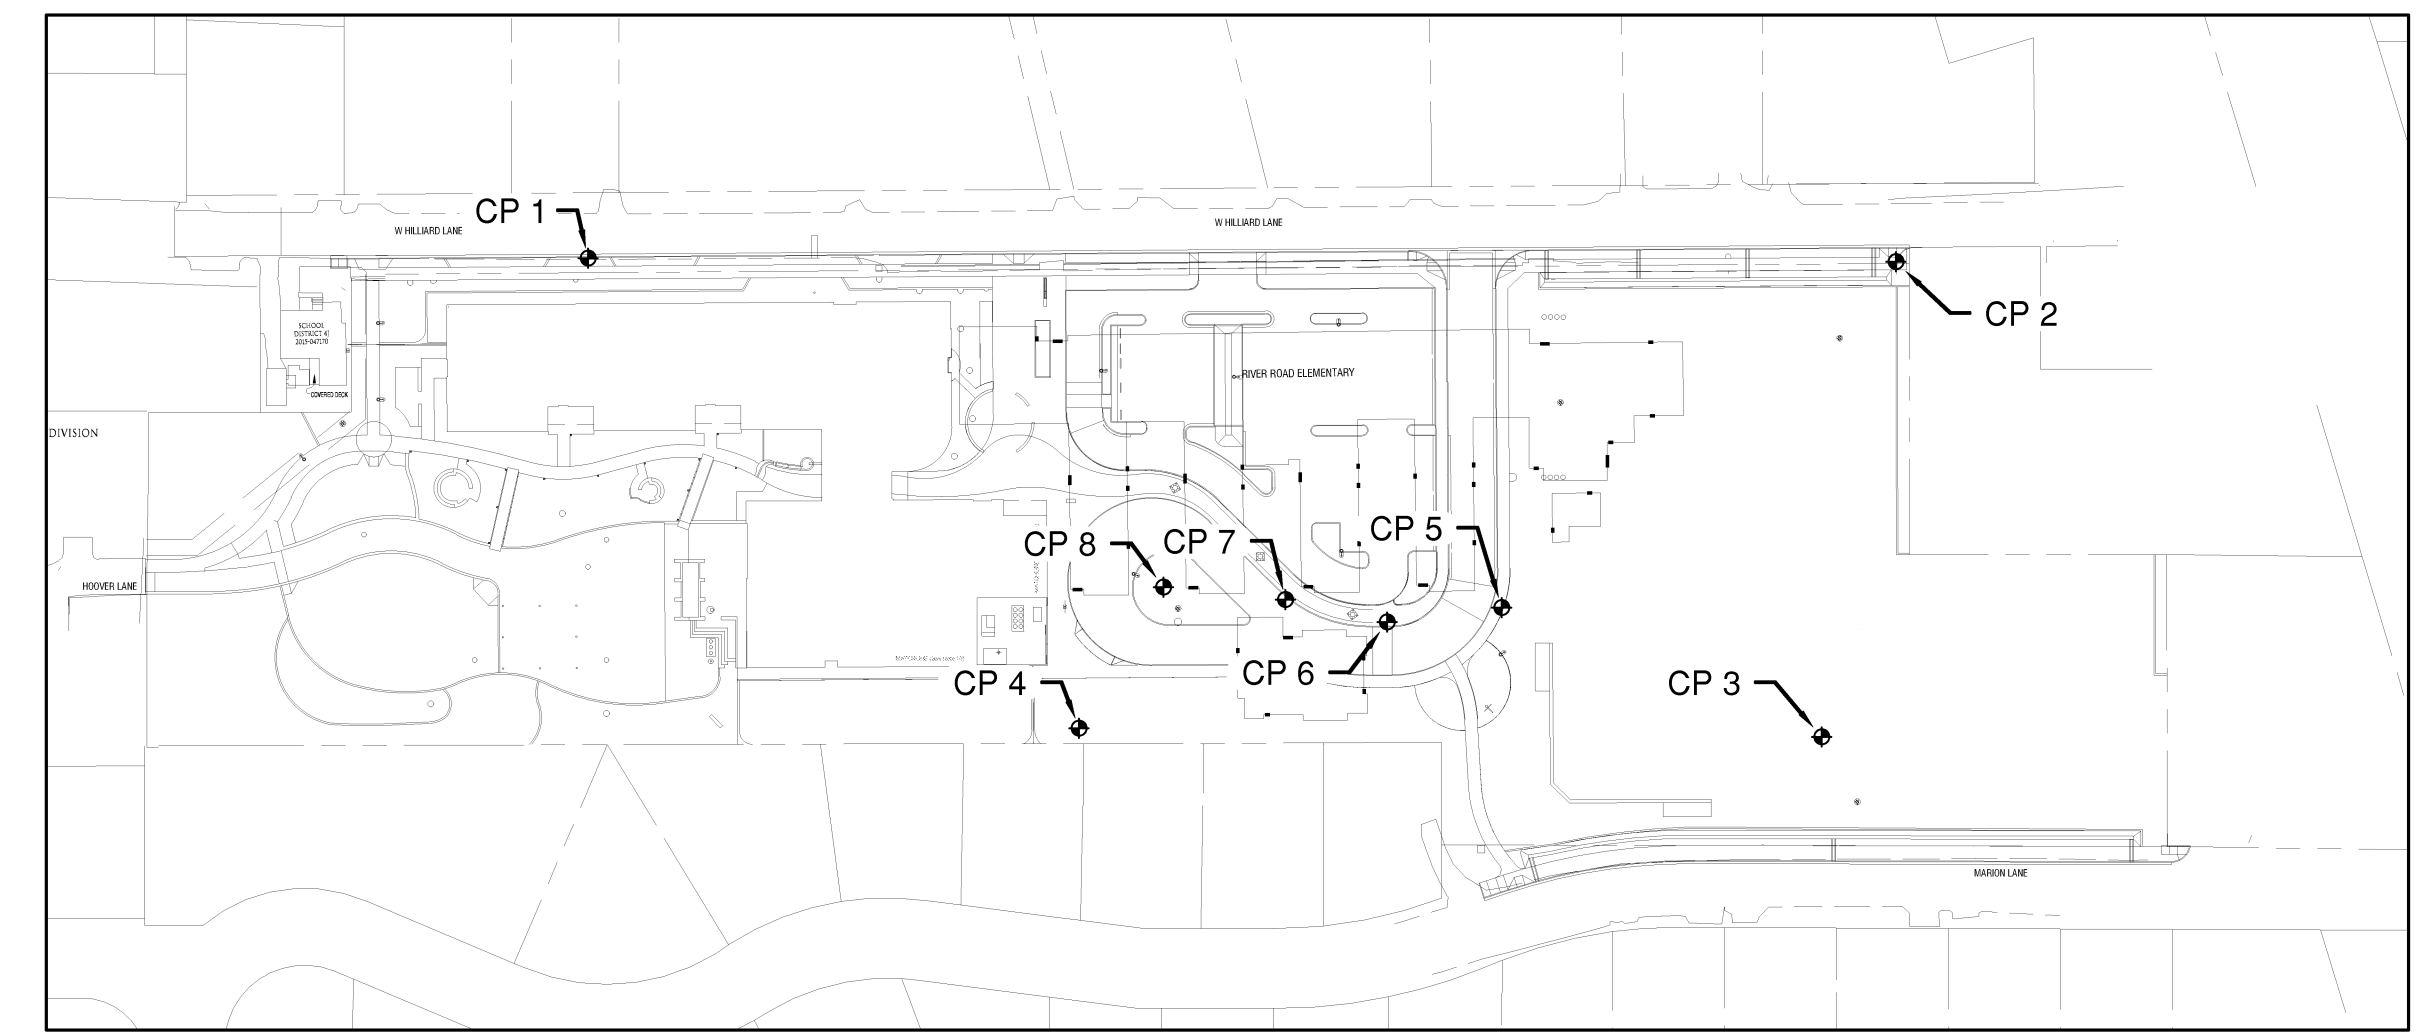 CP 1
W HILLIARD LANE
W HILLIARD LANE
CP 2
SCHOOL
DISTRICT 4J
2015-047170
COVERED DECK
RIVER ROAD ELEMENTARY
DIVISION
CP 5
CP 8
CP 7
HOOVER LANE
CP 6
CP 4
CP 3
MARION LANE